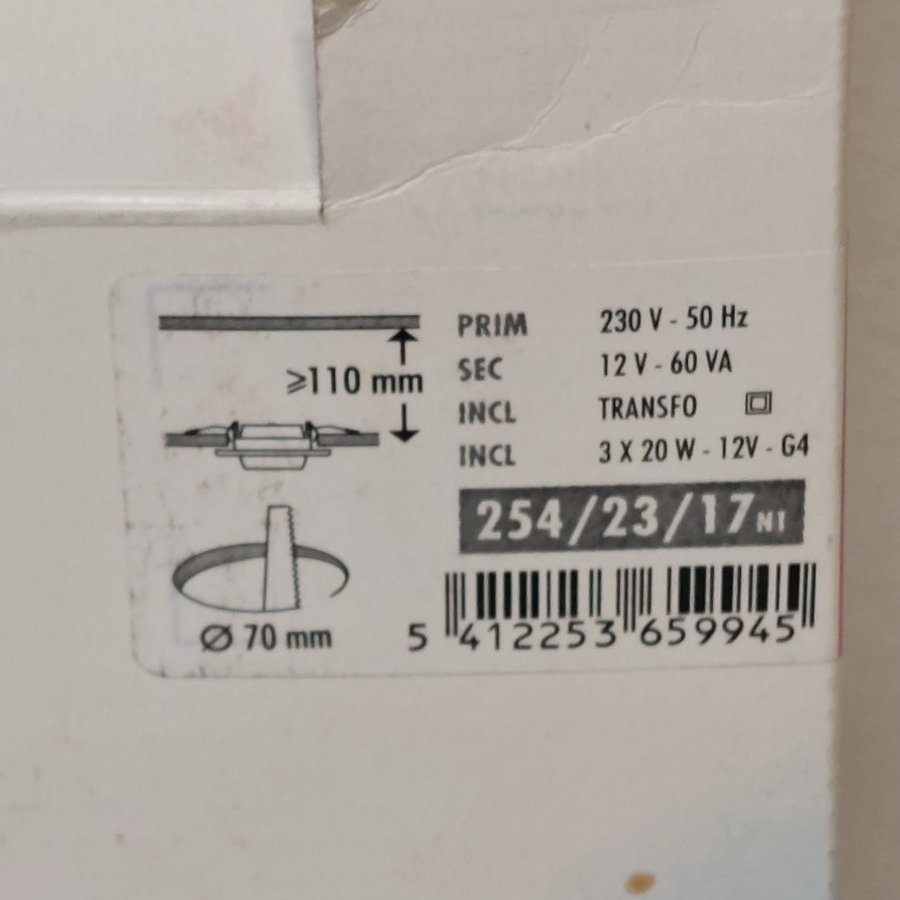 ≥110 mm
Ø 70 mm
PRIM 230 V - 50 Hz
SEC 12 V - 60 VA
INCL TRANSFO
INCL 3 X 20 W - 12V - G4
254/23/17 N1
5 412253 659945